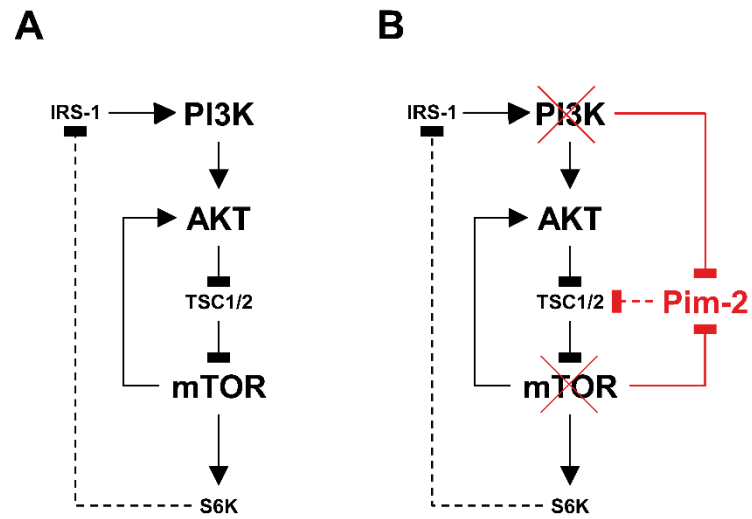 A
IRS-1
PI3K
AKT
TSC1/2
mTOR
S6K
B
IRS-1
PI3K
AKT
TSC1/2
Pim-2
mTOR
S6K